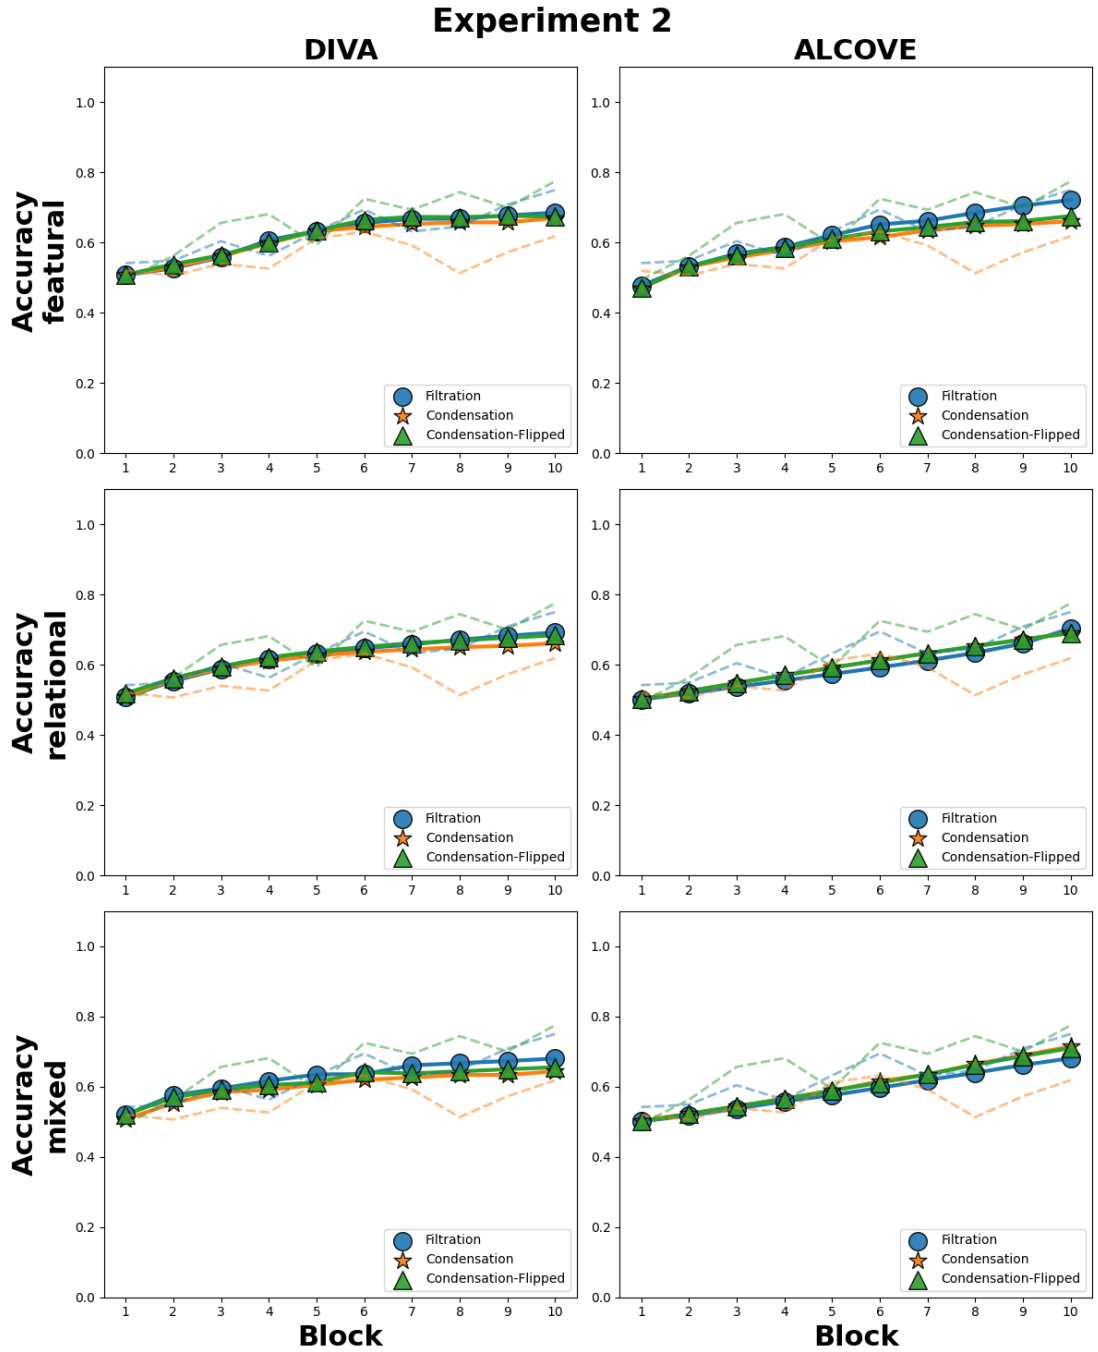 Experiment 2
DIVA
ALCOVE
Accuracy
featural
1.0
0.8
0.6
0.4
0.2
0.0
Filtration
Condensation
Condensation-Flipped
1 2 3 4 5 6 7 8 9 10
1.0
0.8
0.6
0.4
0.2
0.0
Filtration
Condensation
Condensation-Flipped
1 2 3 4 5 6 7 8 9 10
Accuracy
relational
1.0
0.8
0.6
0.4
0.2
0.0
Filtration
Condensation
Condensation-Flipped
1 2 3 4 5 6 7 8 9 10
1.0
0.8
0.6
0.4
0.2
0.0
Filtration
Condensation
Condensation-Flipped
1 2 3 4 5 6 7 8 9 10
Accuracy
mixed
1.0
0.8
0.6
0.4
0.2
0.0
Filtration
Condensation
Condensation-Flipped
1 2 3 4 5 6 7 8 9 10
Block
1.0
0.8
0.6
0.4
0.2
0.0
Filtration
Condensation
Condensation-Flipped
1 2 3 4 5 6 7 8 9 10
Block